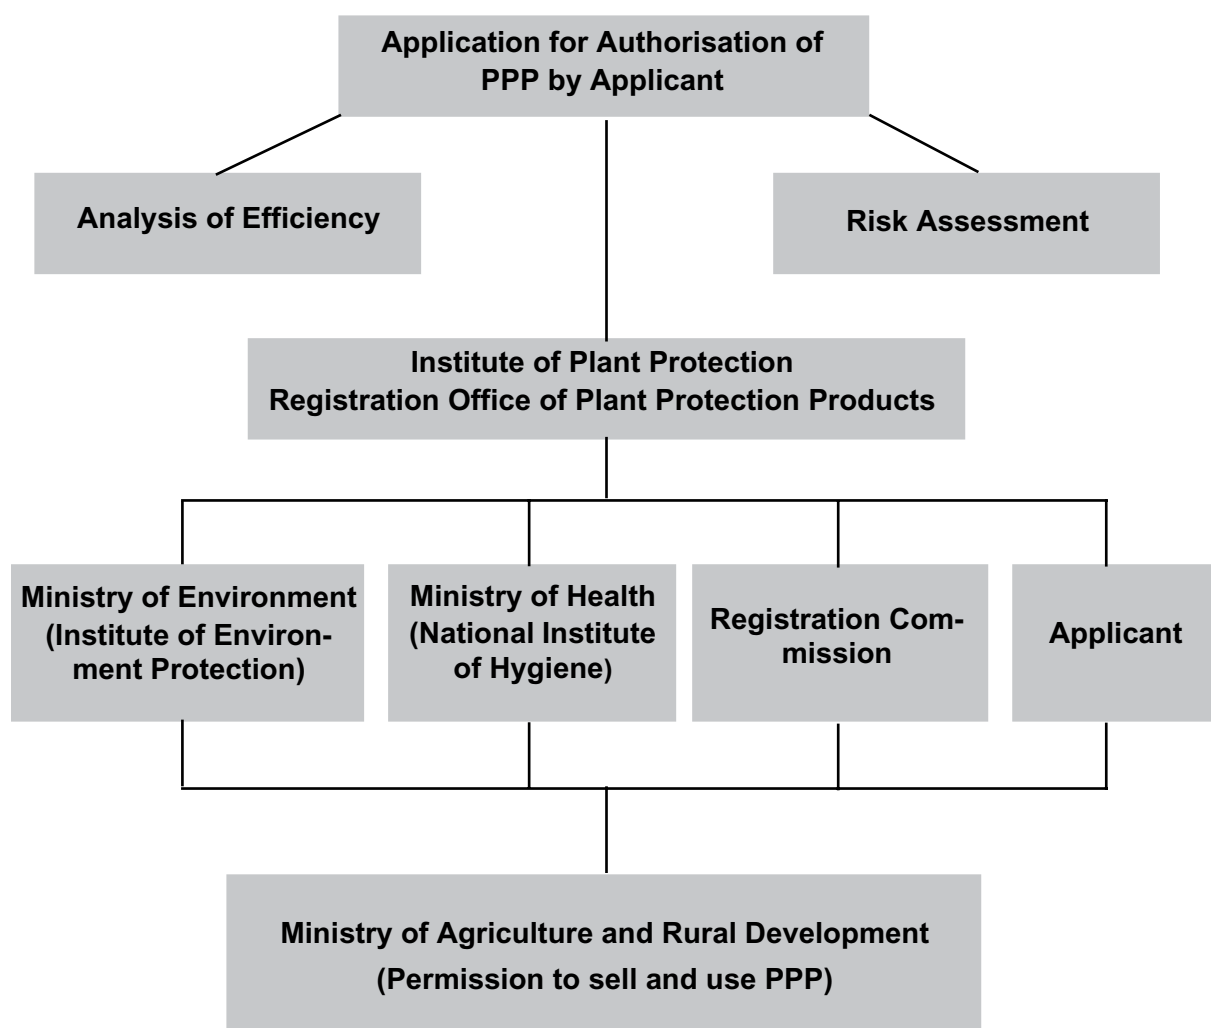 Application for Authorisation of
PPP by Applicant
Analysis of Efficiency
Risk Assessment
Institute of Plant Protection
Registration Office of Plant Protection Products
Ministry of Environment
(Institute of Environ-
ment Protection)
Ministry of Health
(National Institute
of Hygiene)
Registration Com-
mission
Applicant
Ministry of Agriculture and Rural Development
(Permission to sell and use PPP)